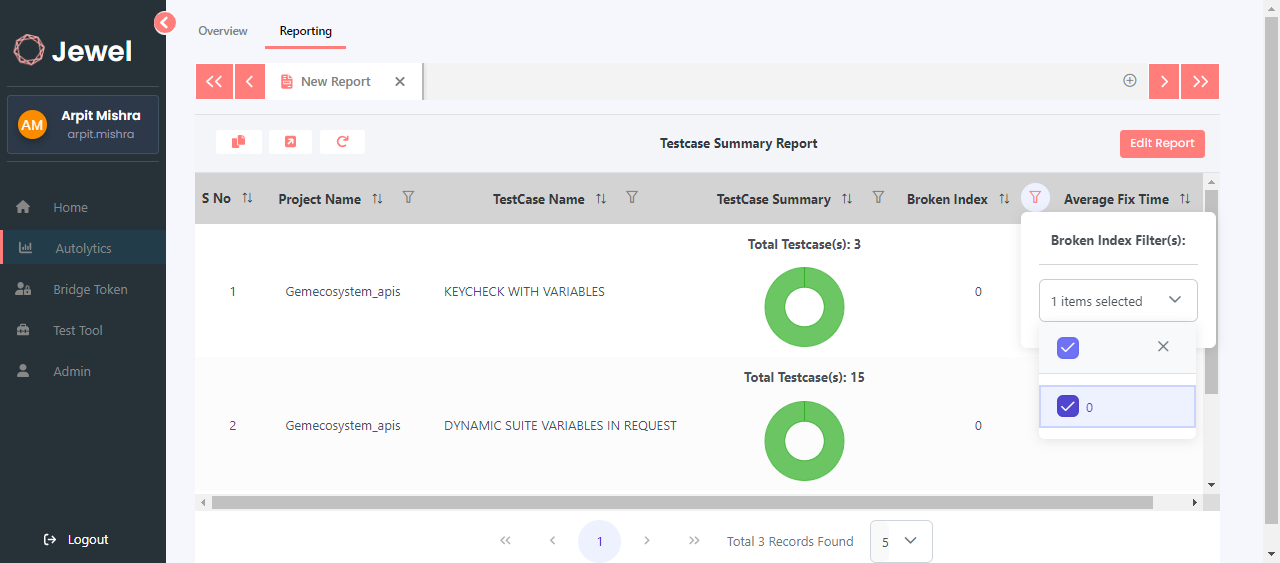 Jewel
AM
Arpit Mishra
arpit.mishra
Home
Autolytics
Bridge Token
Test Tool
Admin
Logout
Overview
Reporting
New Report
Testcase Summary Report
Edit Report
S No
Project Name
TestCase Name
TestCase Summary
Broken Index
Average Fix Time
1
Gemecosystem_apis
KEYCHECK WITH VARIABLES
Total Testcase(s): 3
0
2
Gemecosystem_apis
DYNAMIC SUITE VARIABLES IN REQUEST
Total Testcase(s): 15
0
Broken Index Filter(s):
1 items selected
0
1
Total 3 Records Found
5